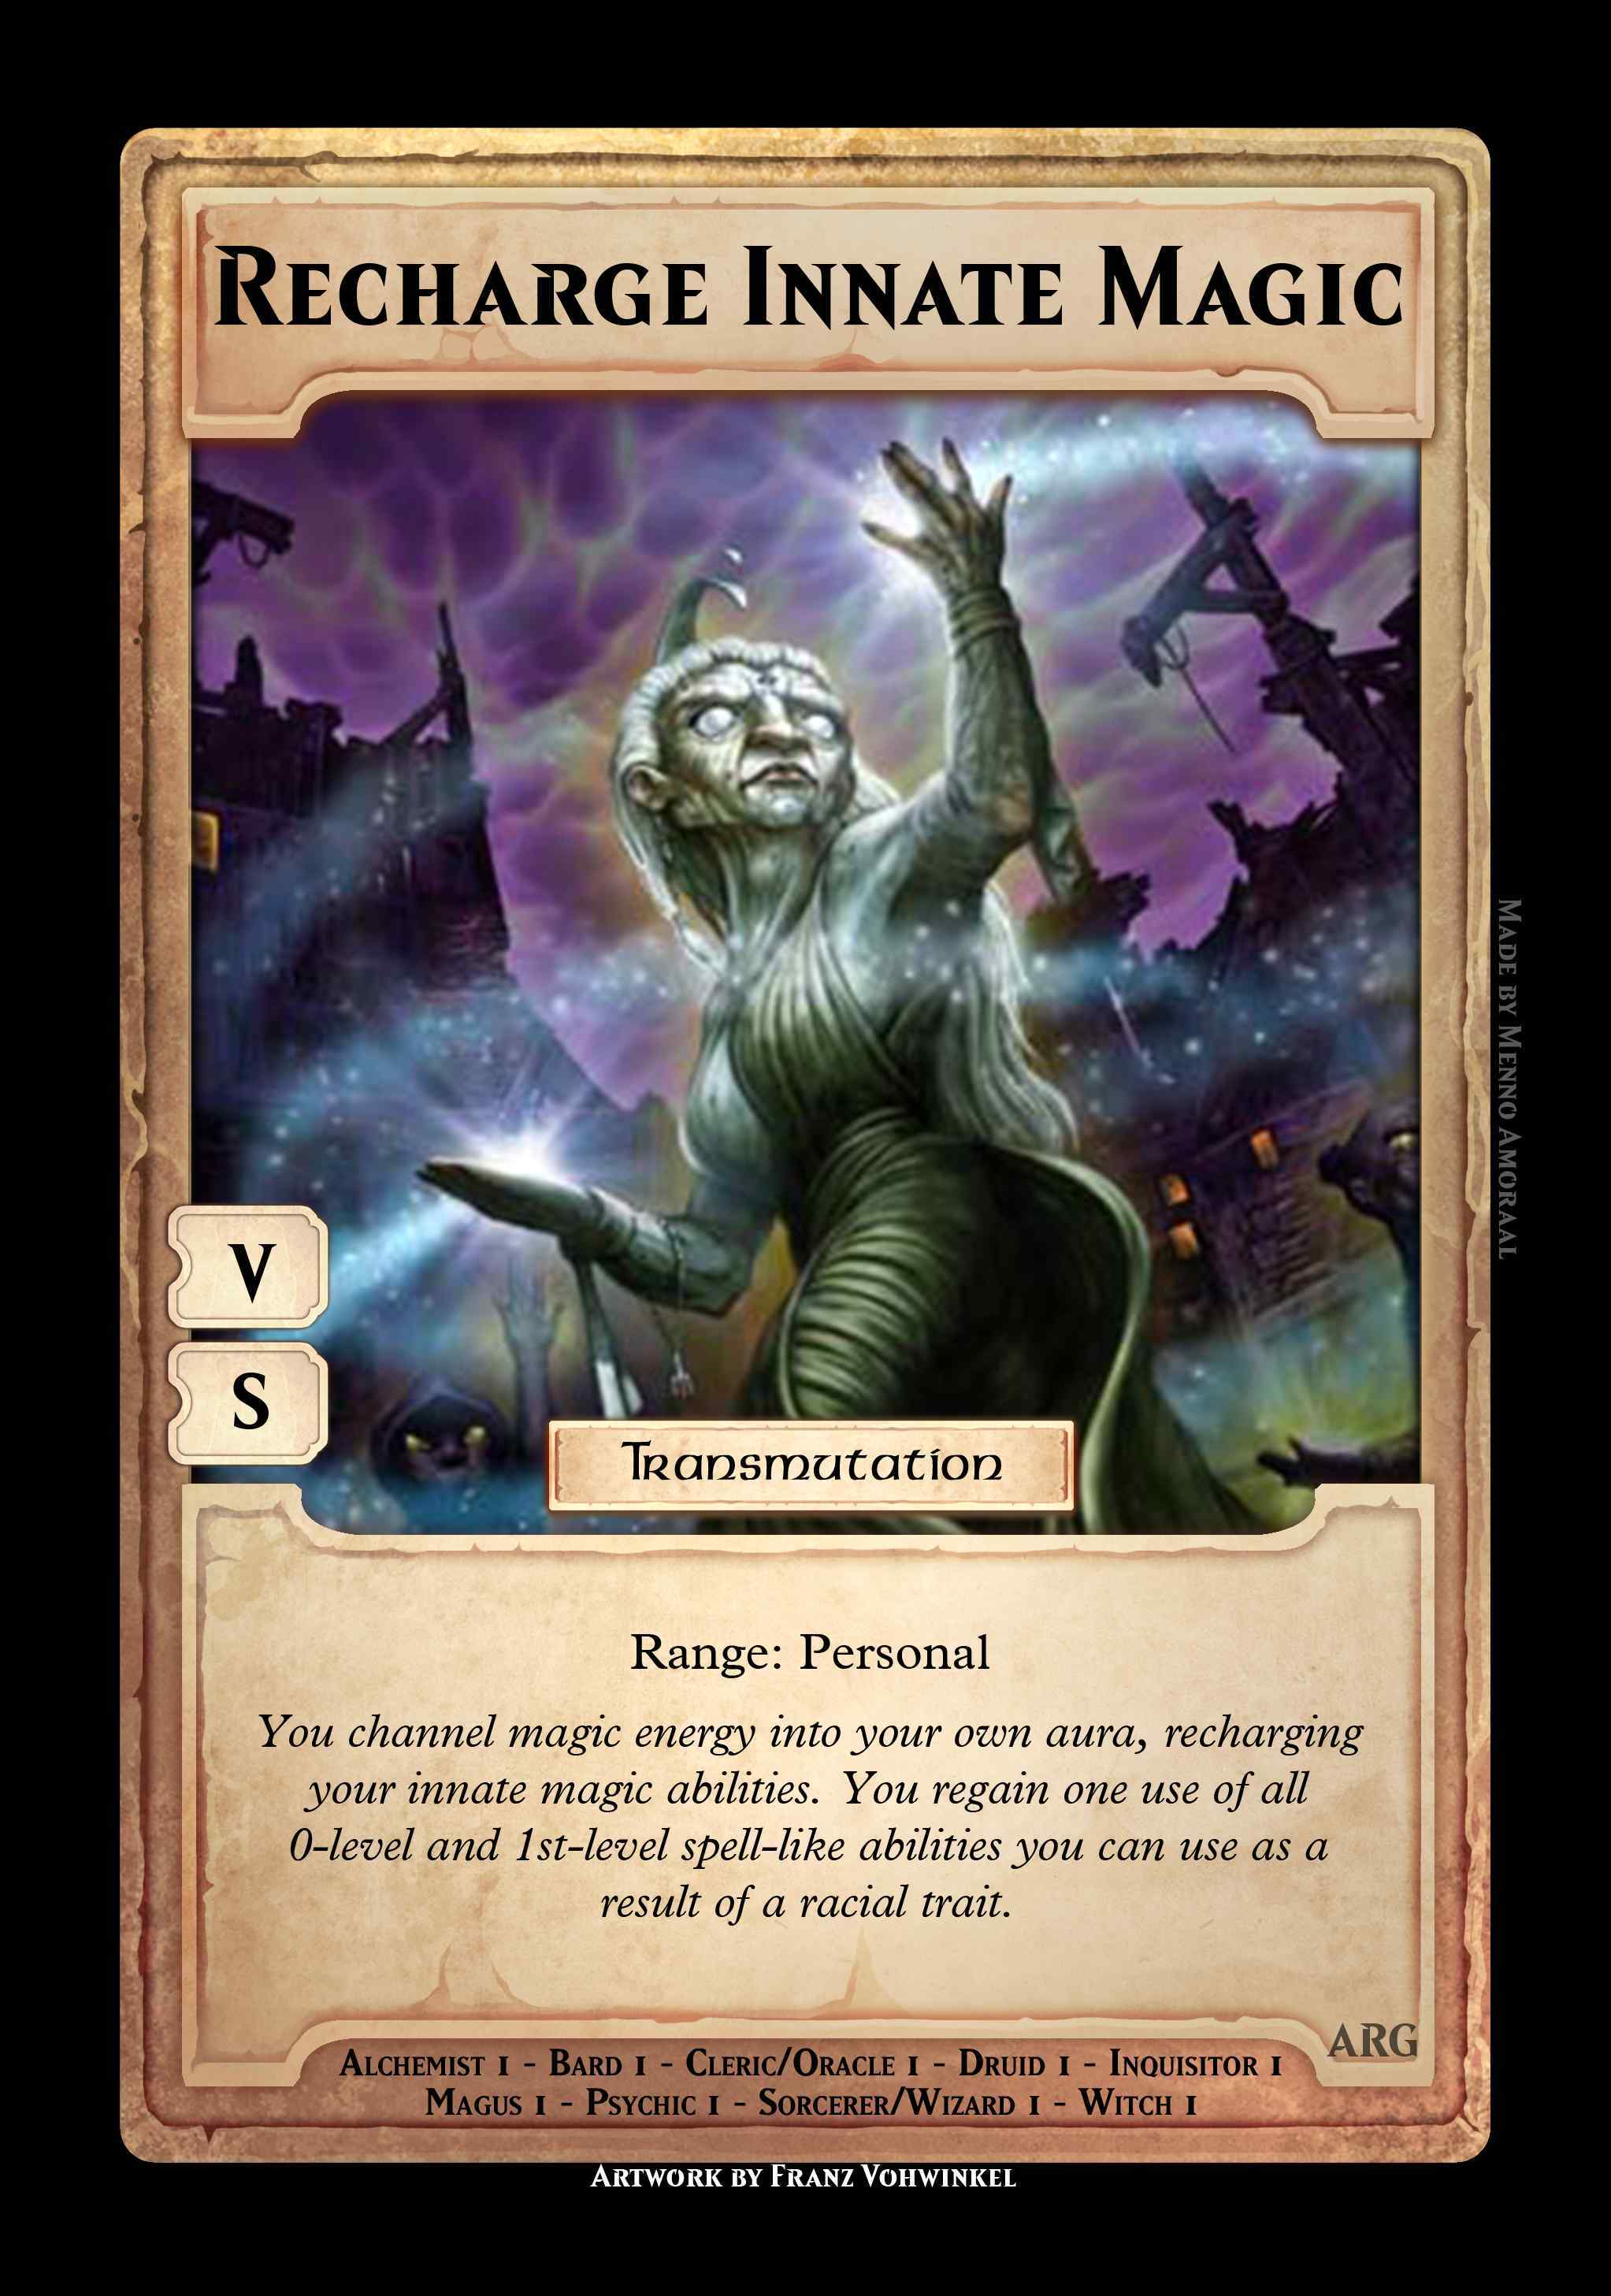 Recharge Innate Magic
V
S
Transmutation
Range: Personal
You channel magic energy into your own aura, recharging
your innate magic abilities. You regain one use of all
0-level and 1st-level spell-like abilities you can use as a
result of a racial trait.
ARG
Alchemist 1 - Bard 1 - Cleric/Oracle 1 - Druid 1 - Inquisitor 1
Magus 1 - Psychic 1 - Sorcerer/Wizard 1 - Witch 1
Artwork by Franz Vohwinkel
Made by Menno Amoraal